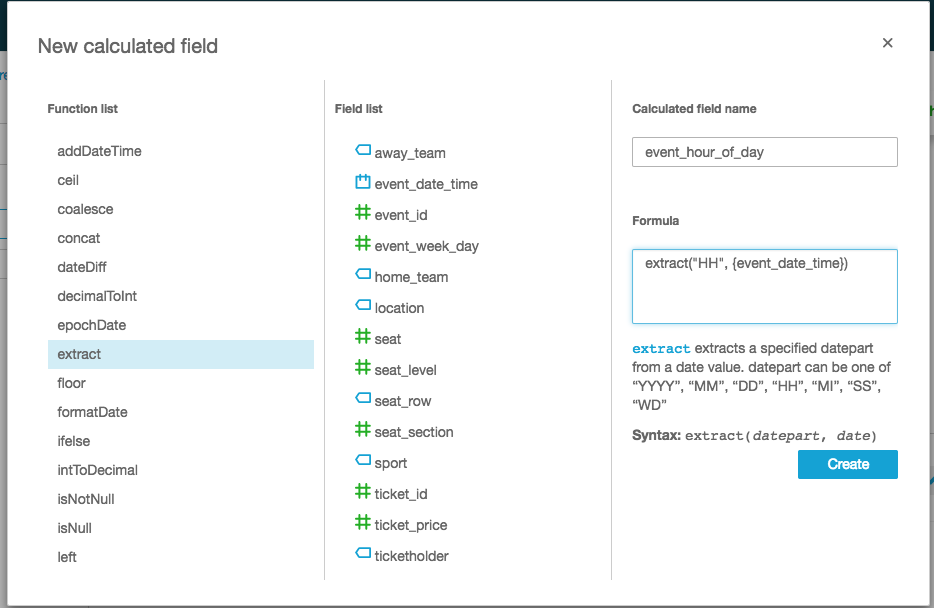 New calculated field
×
Function list
addDateTime
ceil
coalesce
concat
dateDiff
decimalToInt
epochDate
extract
floor
formatDate
ifelse
intToDecimal
isNotNull
isNull
left
Field list
away_team
event_date_time
event_id
event_week_day
home_team
location
seat
seat_level
seat_row
seat_section
sport
ticket_id
ticket_price
ticketholder
Calculated field name
event_hour_of_day
Formula
extract("HH", {event_date_time})
extract extracts a specified datepart
from a date value. datepart can be one of
“YYYY”, “MM”, “DD”, “HH”, “MI”, “SS”,
“WD”
Syntax: extract(datepart, date)
Create